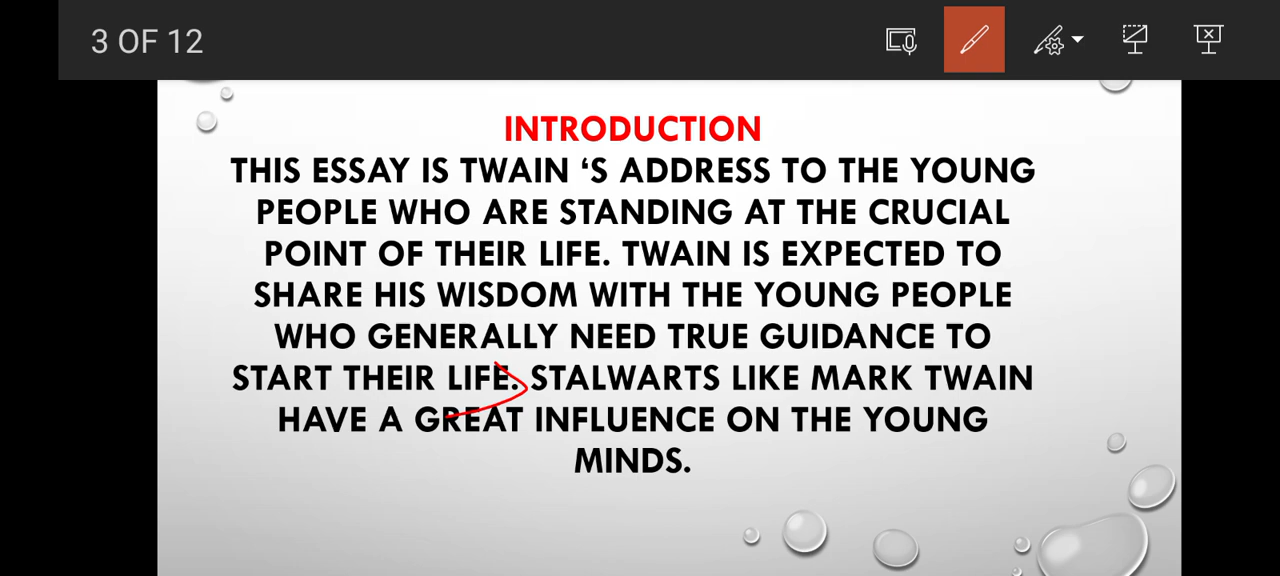 3 OF 12
INTRODUCTION
THIS ESSAY IS TWAIN ‘S ADDRESS TO THE YOUNG
PEOPLE WHO ARE STANDING AT THE CRUCIAL
POINT OF THEIR LIFE. TWAIN IS EXPECTED TO
SHARE HIS WISDOM WITH THE YOUNG PEOPLE
WHO GENERALLY NEED TRUE GUIDANCE TO
START THEIR LIFE. STALWARTS LIKE MARK TWAIN
HAVE A GREAT INFLUENCE ON THE YOUNG
MINDS.